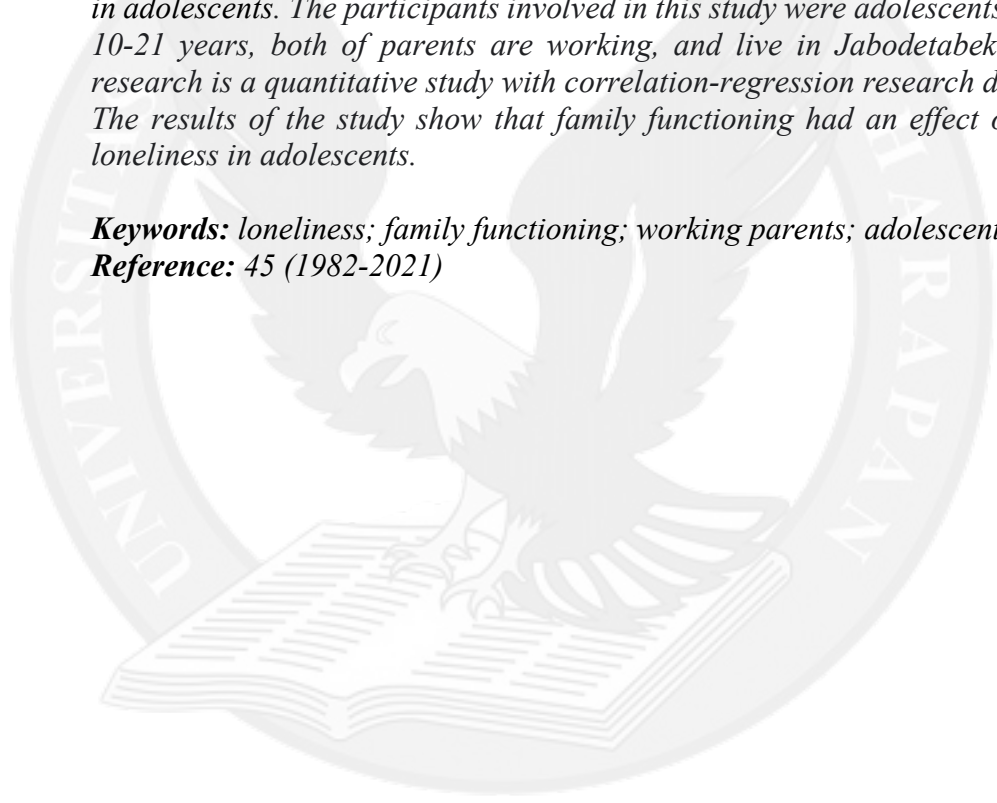 in adolescents. The participants involved in this study were adolescents
10-21 years, both of parents are working, and live in Jabodetabek
research is a quantitative study with correlation-regression research d
The results of the study show that family functioning had an effect o
loneliness in adolescents.
Keywords: loneliness; family functioning; working parents; adolescent
Reference: 45 (1982-2021)
UNIVERSITAS
HARAPAN